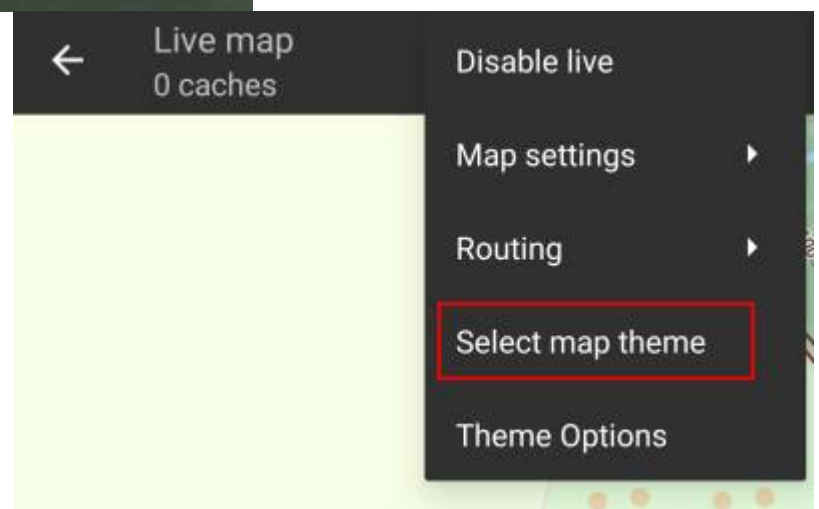 Live map
0 caches
Disable live
Map settings
Routing
Select map theme
Theme Options